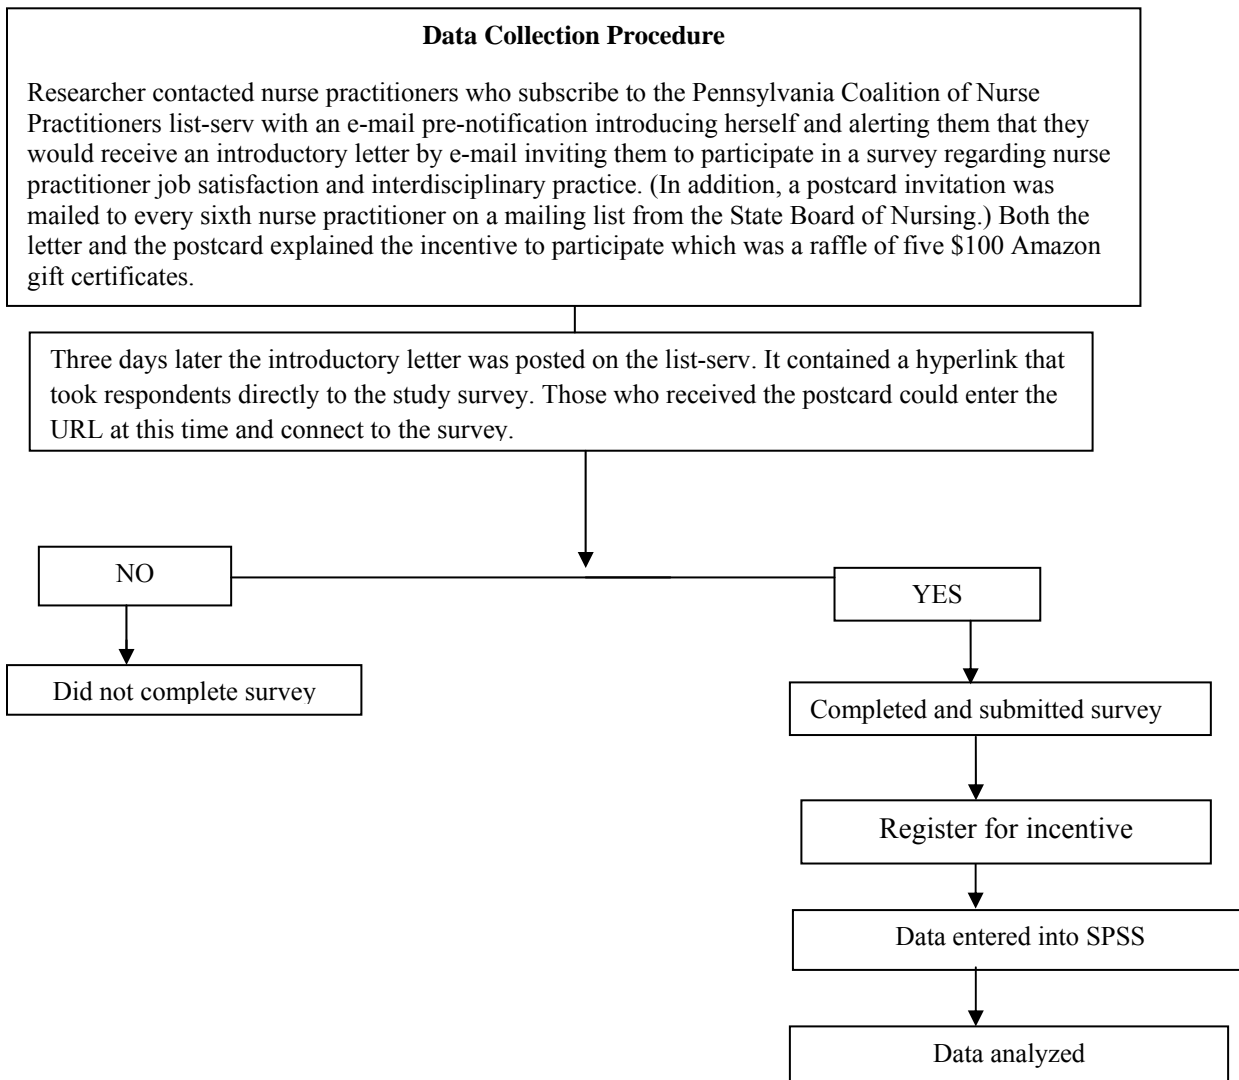 Data Collection Procedure
Researcher contacted nurse practitioners who subscribe to the Pennsylvania Coalition of Nurse
Practitioners list-serv with an e-mail pre-notification introducing herself and alerting them that they
would receive an introductory letter by e-mail inviting them to participate in a survey regarding nurse
practitioner job satisfaction and interdisciplinary practice. (In addition, a postcard invitation was
mailed to every sixth nurse practitioner on a mailing list from the State Board of Nursing.) Both the
letter and the postcard explained the incentive to participate which was a raffle of five $100 Amazon
gift certificates.
Three days later the introductory letter was posted on the list-serv. It contained a hyperlink that
took respondents directly to the study survey. Those who received the postcard could enter the
URL at this time and connect to the survey.
NO
YES
Did not complete survey
Completed and submitted survey
Register for incentive
Data entered into SPSS
Data analyzed